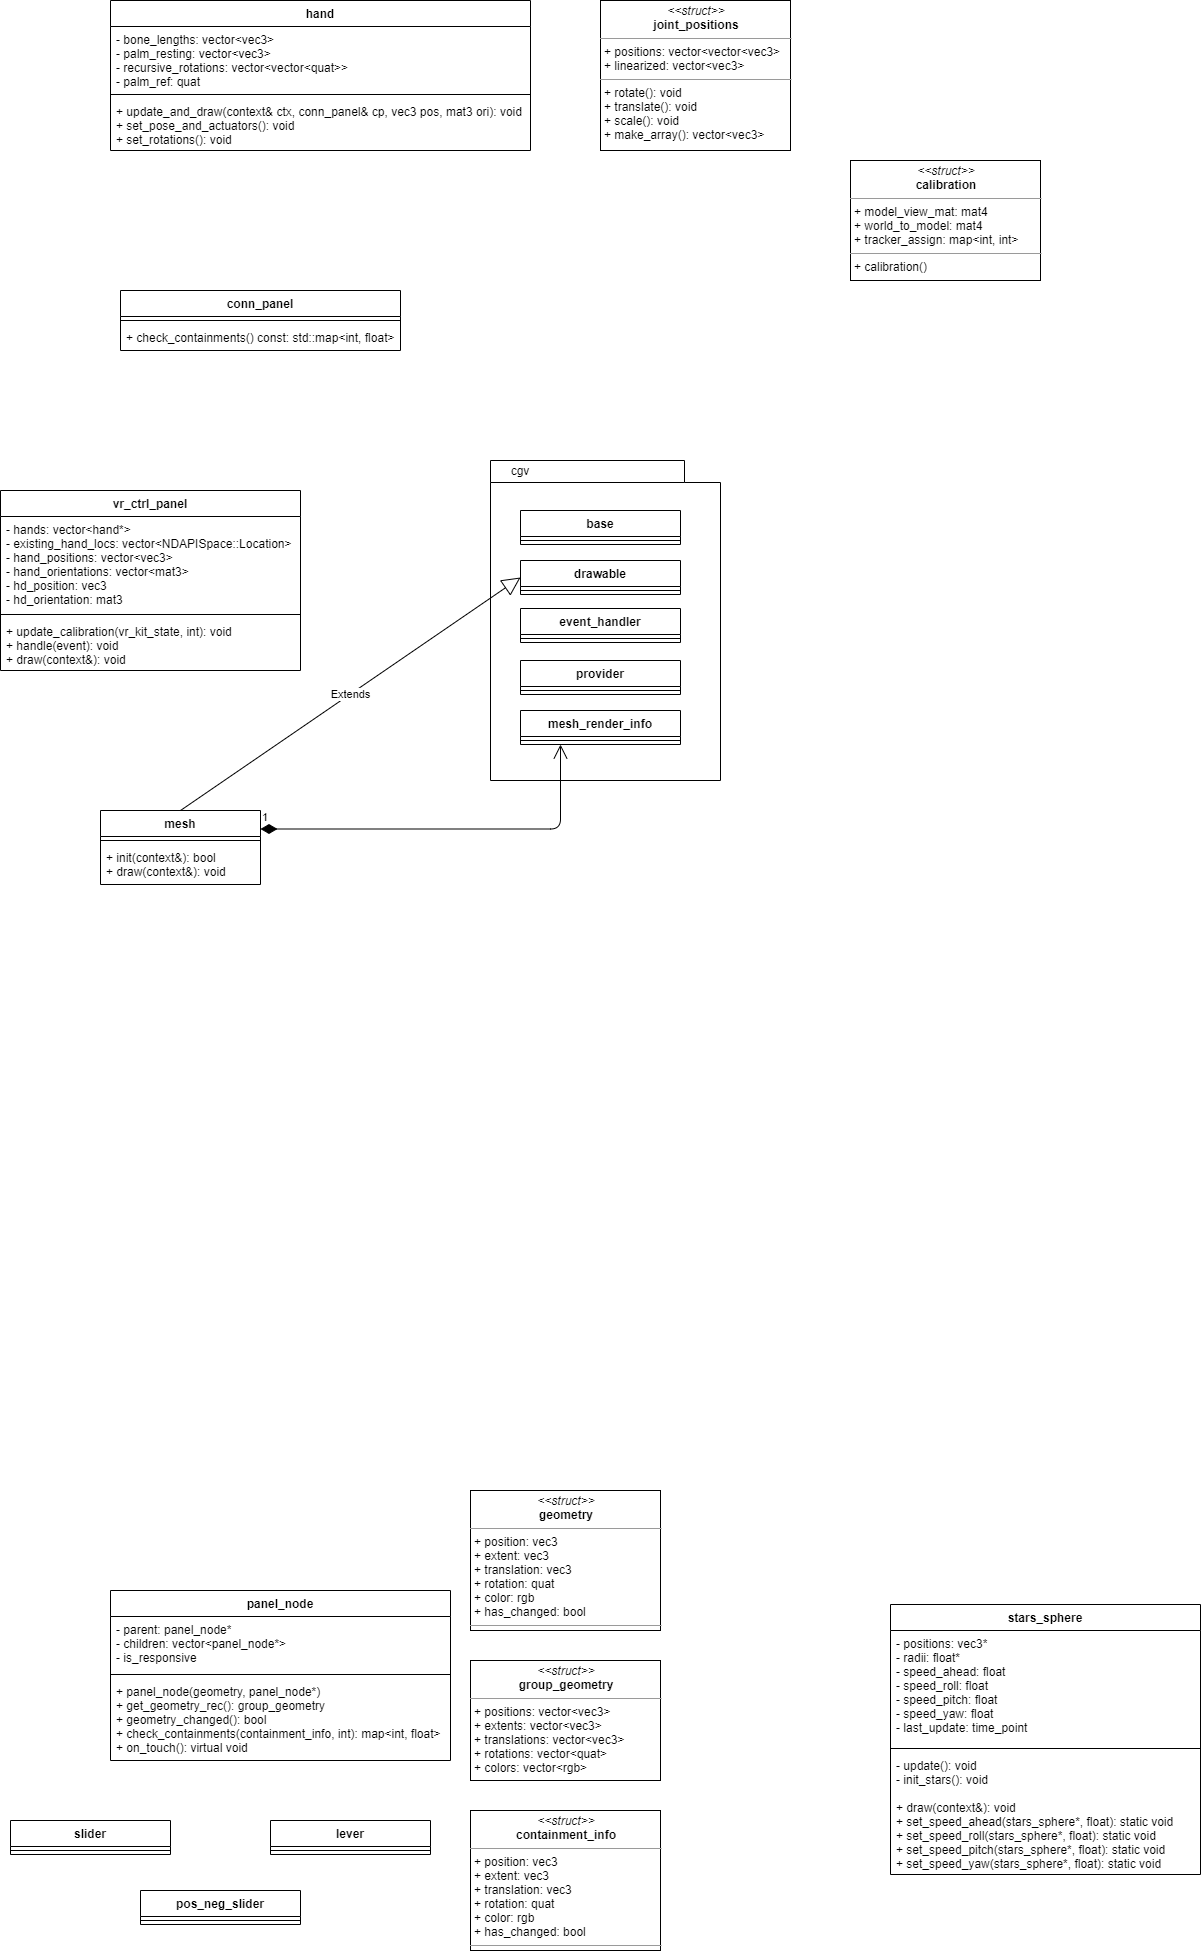 hand
- bone_lengths: vector<vec3>
- palm_resting: vector<vec3>
- recursive_rotations: vector<vector<quat>>
- palm_ref: quat
+ update_and_draw(context& ctx, conn_panel& cp, vec3 pos, mat3 ori): void
+ set_pose_and_actuators(): void
+ set_rotations(): void
<<struct>>
joint_positions
+ positions: vector<vector<vec3>
+ linearized: vector<vec3>
+ rotate(): void
+ translate(): void
+ scale(): void
+ make_array(): vector<vec3>
<<struct>>
calibration
+ model_view_mat: mat4
+ world_to_model: mat4
+ tracker_assign: map<int, int>
+ calibration()
conn_panel
+ check_containments() const: std::map<int, float>
cgv
base
drawable
event_handler
provider
mesh_render_info
vr_ctrl_panel
- hands: vector<hand*>
- existing_hand_locs: vector<NDAPISpace::Location>
- hand_positions: vector<vec3>
- hand_orientations: vector<mat3>
- hd_position: vec3
- hd_orientation: mat3
+ update_calibration(vr_kit_state, int): void
+ handle(event): void
+ draw(context&): void
Extends
mesh
+ init(context&): bool
+ draw(context&): void
1
<<struct>>
geometry
+ position: vec3
+ extent: vec3
+ translation: vec3
+ rotation: quat
+ color: rgb
+ has_changed: bool
panel_node
- parent: panel_node*
- children: vector<panel_node*>
- is_responsive
+ panel_node(geometry, panel_node*)
+ get_geometry_rec(): group_geometry
+ geometry_changed(): bool
+ check_containments(containment_info, int): map<int, float>
+ on_touch(): virtual void
<<struct>>
group_geometry
+ positions: vector<vec3>
+ extents: vector<vec3>
+ translations: vector<vec3>
+ rotations: vector<quat>
+ colors: vector<rgb>
stars_sphere
- positions: vec3*
- radii: float*
- speed_ahead: float
- speed_roll: float
- speed_pitch: float
- speed_yaw: float
- last_update: time_point
- update(): void
- init_stars(): void
+ draw(context&): void
+ set_speed_ahead(stars_sphere*, float): static void
+ set_speed_roll(stars_sphere*, float): static void
+ set_speed_pitch(stars_sphere*, float): static void
+ set_speed_yaw(stars_sphere*, float): static void
slider
lever
pos_neg_slider
<<struct>>
containment_info
+ position: vec3
+ extent: vec3
+ translation: vec3
+ rotation: quat
+ color: rgb
+ has_changed: bool